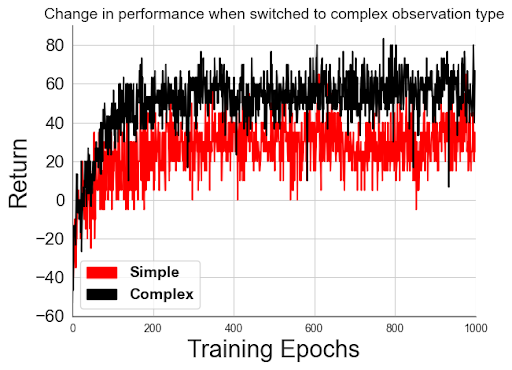 Change in performance when switched to complex observation type
80
60
40
20
0
−20
−40
−60
Return
Simple
Complex
0 200 400 600 800 1000
Training Epochs